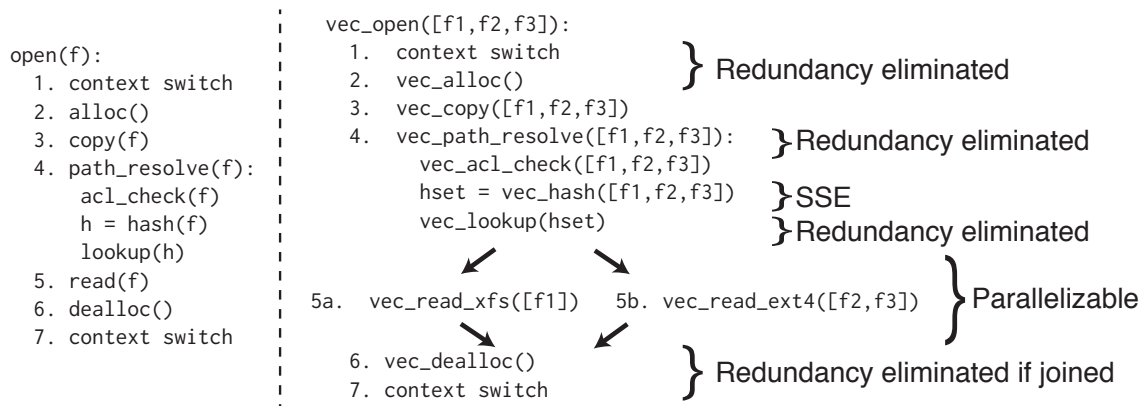 open(f):
1. context switch
2. alloc()
3. copy(f)
4. path_resolve(f):
acl_check(f)
h = hash(f)
lookup(h)
5. read(f)
6. dealloc()
7. context switch
vec_open([f1,f2,f3]):
1. context switch
2. vec_alloc()
Redundancy eliminated
3. vec_copy([f1,f2,f3])
4. vec_path_resolve([f1,f2,f3]):
vec_acl_check([f1,f2,f3])
Redundancy eliminated
hset = vec_hash([f1,f2,f3])
SSE
vec_lookup(hset)
Redundancy eliminated
5a. vec_read_xfs([f1]) 5b. vec_read_ext4([f2,f3])
Parallelizable
6. vec_dealloc()
7. context switch
Redundancy eliminated if joined